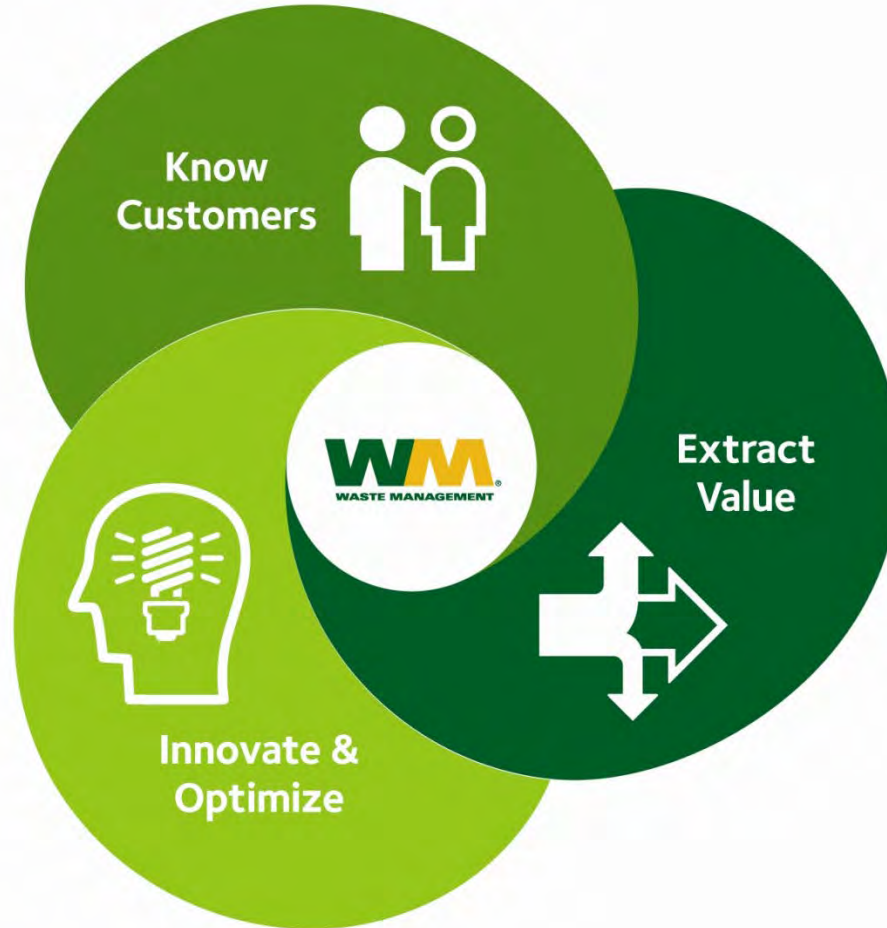 Know
Customers
Extract
Value
WM
WASTE MANAGEMENT
Innovate &
Optimize